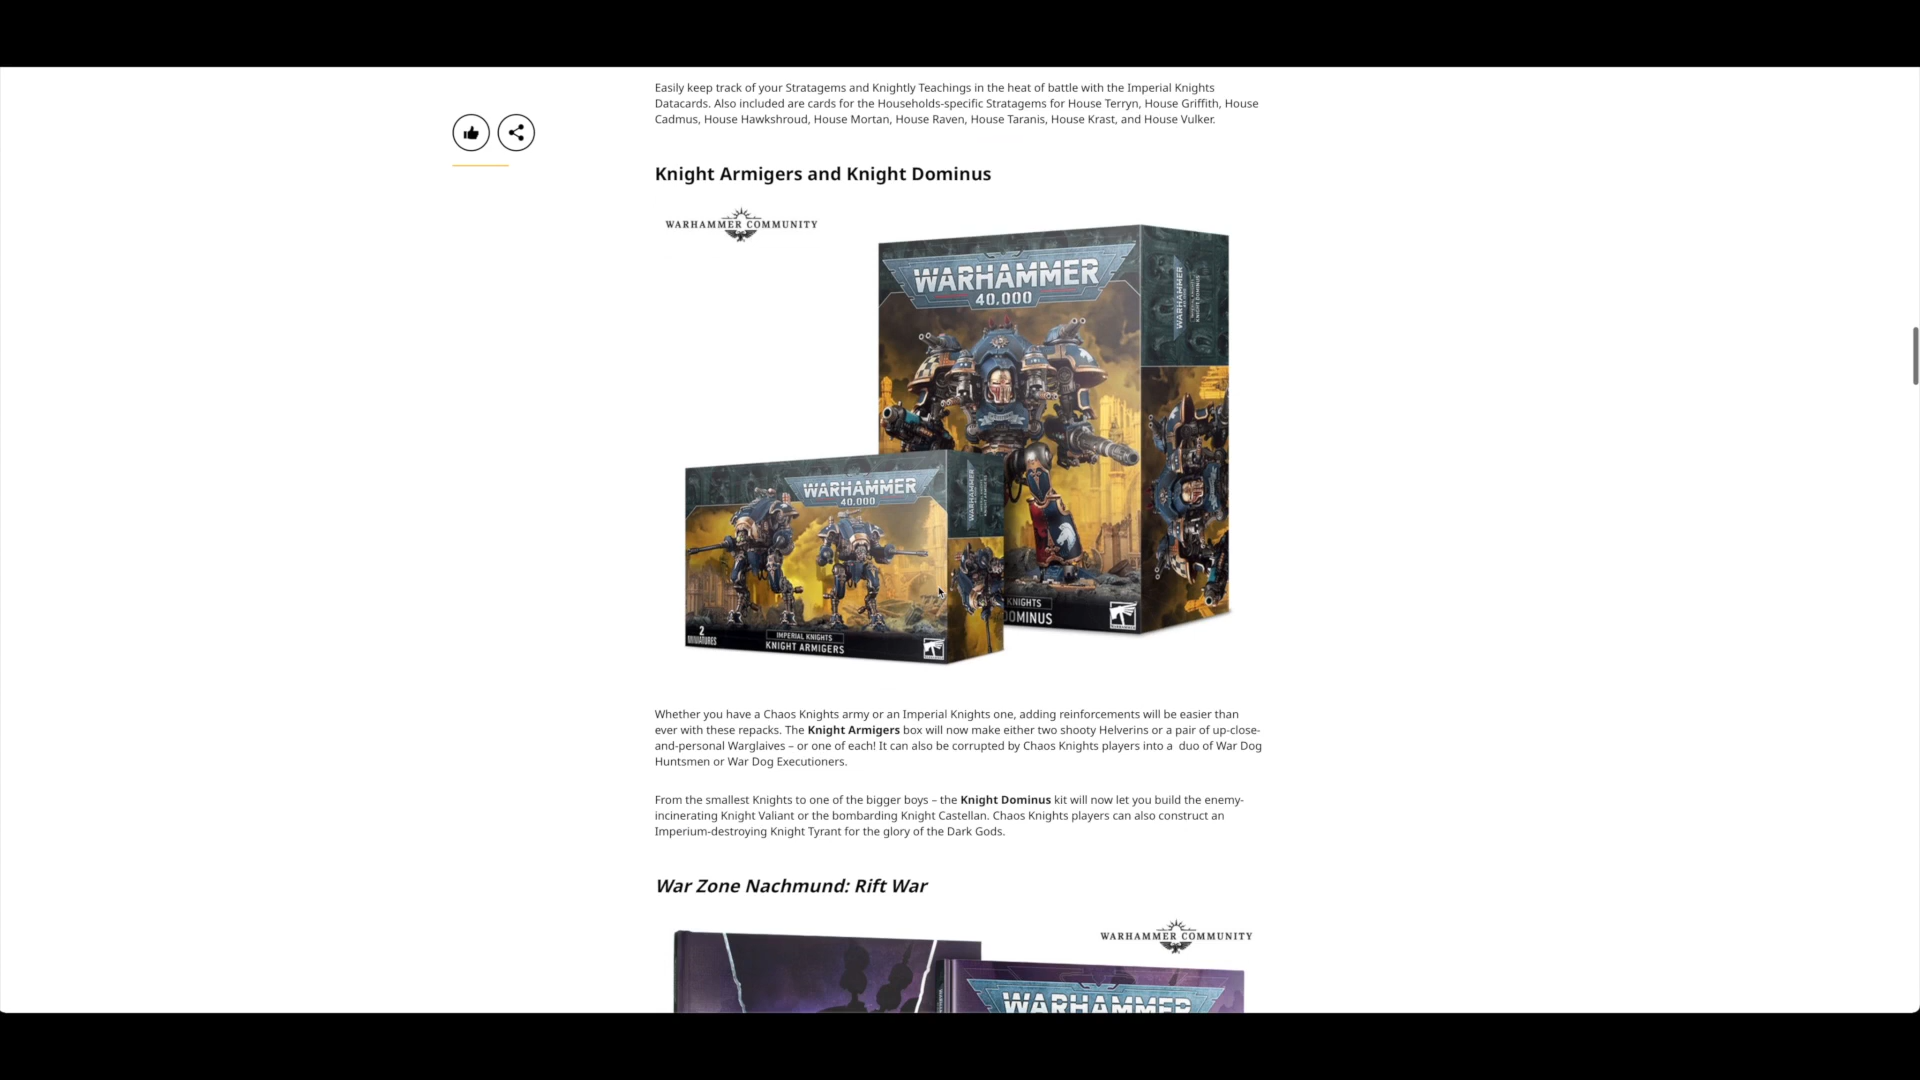 Easily keep track of your Stratagems and Knightly Teachings in the heat of battle with the Imperial Knights
Datacards. Also included are cards for the Households-specific Stratagems for House Terryn, House Griffith, House
Cadmus, House Hawkshroud, House Mortan, House Raven, House Taranis, House Krast, and House Vulker.
Knight Armigers and Knight Dominus
WARHAMMER COMMUNITY
WARHAMMER
40,000
WARHAMMER
KNIGHT DOMINUS
WARHAMMER
40,000
WARHAMMER
KNIGHTS
DOMINUS
2
MINIATURES
IMPERIAL KNIGHTS
KNIGHT ARMIGERS
Whether you have a Chaos Knights army or an Imperial Knights one, adding reinforcements will be easier than
ever with these repacks. The Knight Armigers box will now make either two shooty Helverins or a pair of up-close-
and-personal Warglaives – or one of each! It can also be corrupted by Chaos Knights players into a  duo of War Dog
Huntsmen or War Dog Executioners.
From the smallest Knights to one of the bigger boys – the Knight Dominus kit will now let you build the enemy-
incinerating Knight Valiant or the bombarding Knight Castellan. Chaos Knights players can also construct an
Imperium-destroying Knight Tyrant for the glory of the Dark Gods.
War Zone Nachmund: Rift War
WARHAMMER COMMUNITY
WARHAMMER